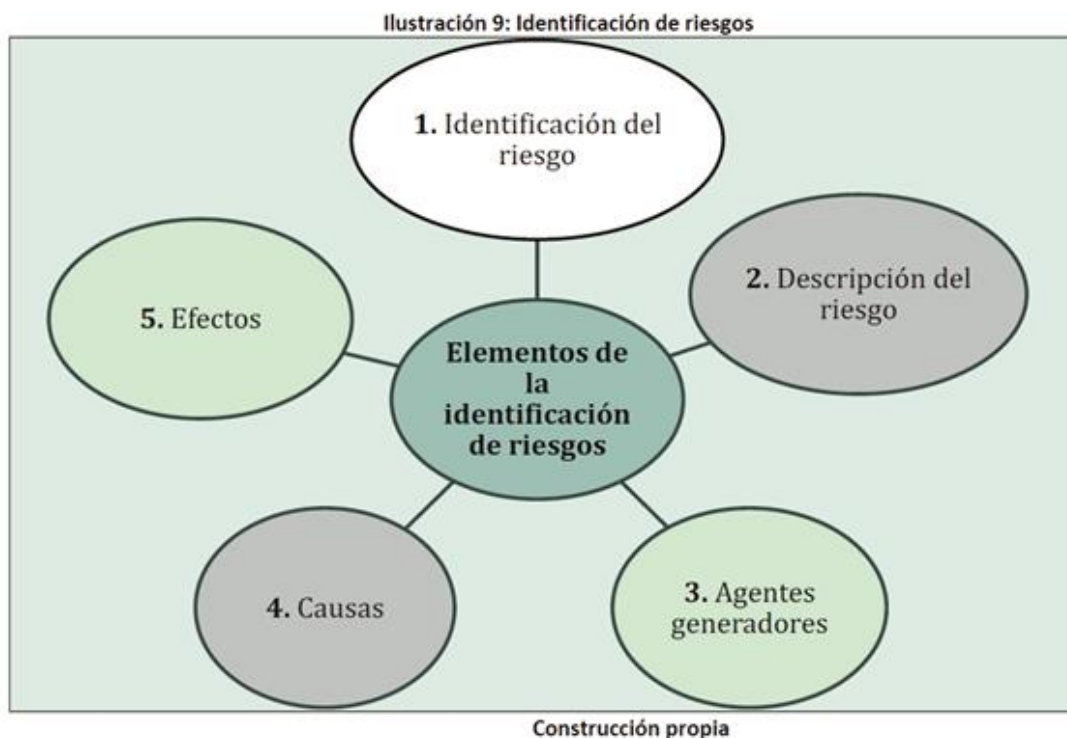 Ilustración 9: Identificación de riesgos
1. Identificación del
riesgo
2. Descripción del
riesgo
3. Agentes
generadores
4. Causas
5. Efectos
Elementos de
la
identificación
de riesgos
Construcción propia